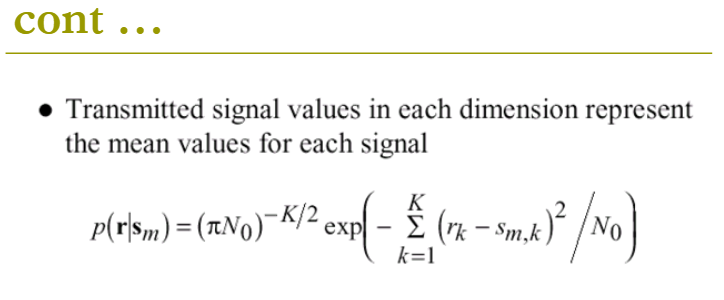 cont ...
● Transmitted signal values in each dimension represent
the mean values for each signal
p(r|sₘ) = (πN₀)^(−K/2) exp(− Σ_{k=1}^{K} (rₖ − s_{m,k})² / N₀)